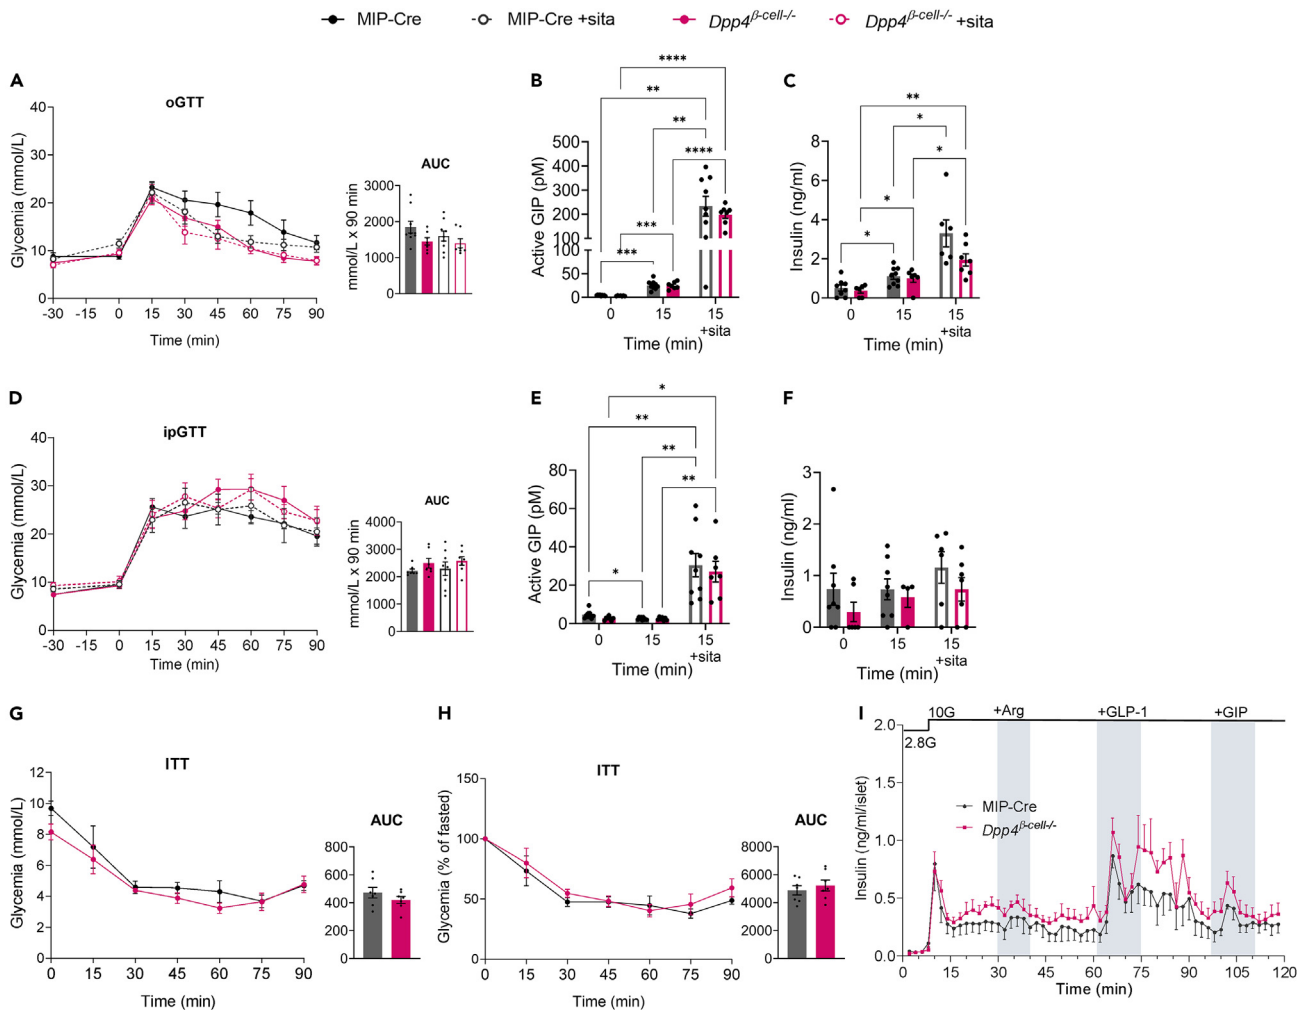 MIP-Cre MIP-Cre +sita Dpp4β-cell-/- Dpp4β-cell-/- +sita
A
oGTT
Glycemia (mmol/L)
40
30
20
10
0
-30 -15 0 15 30 45 60 75 90
Time (min)
AUC
mmol/L x 90 min
3000
2000
1000
0
B
**** ** ** **** *** ***
Active GIP (pM)
500
400
300
200
100
50
0
0 15 15
+sita
Time (min)
C
** * * * *
Insulin (ng/ml)
8
6
4
2
0
0 15 15
+sita
Time (min)
D
ipGTT
Glycemia (mmol/L)
40
30
20
10
0
-30 -15 0 15 30 45 60 75 90
Time (min)
AUC
mmol/L x 90 min
4000
3000
2000
1000
0
E
* ** ** ** *
Active GIP (pM)
80
60
40
20
0
0 15 15
+sita
Time (min)
F
Insulin (ng/ml)
3
2
1
0
0 15 15
+sita
Time (min)
G
ITT
Glycemia (mmol/L)
12
10
8
6
4
2
0
0 15 30 45 60 75 90
Time (min)
AUC
800
600
400
200
0
H
ITT
Glycemia (% of fasted)
150
100
50
0
0 15 30 45 60 75 90
Time (min)
AUC
8000
6000
4000
2000
0
I
10G +Arg +GLP-1 +GIP
2.8G
Insulin (ng/ml/islet)
2.0
1.5
1.0
0.5
0.0
MIP-Cre
Dpp4β-cell-/-
0 15 30 45 60 75 90 105 120
Time (min)